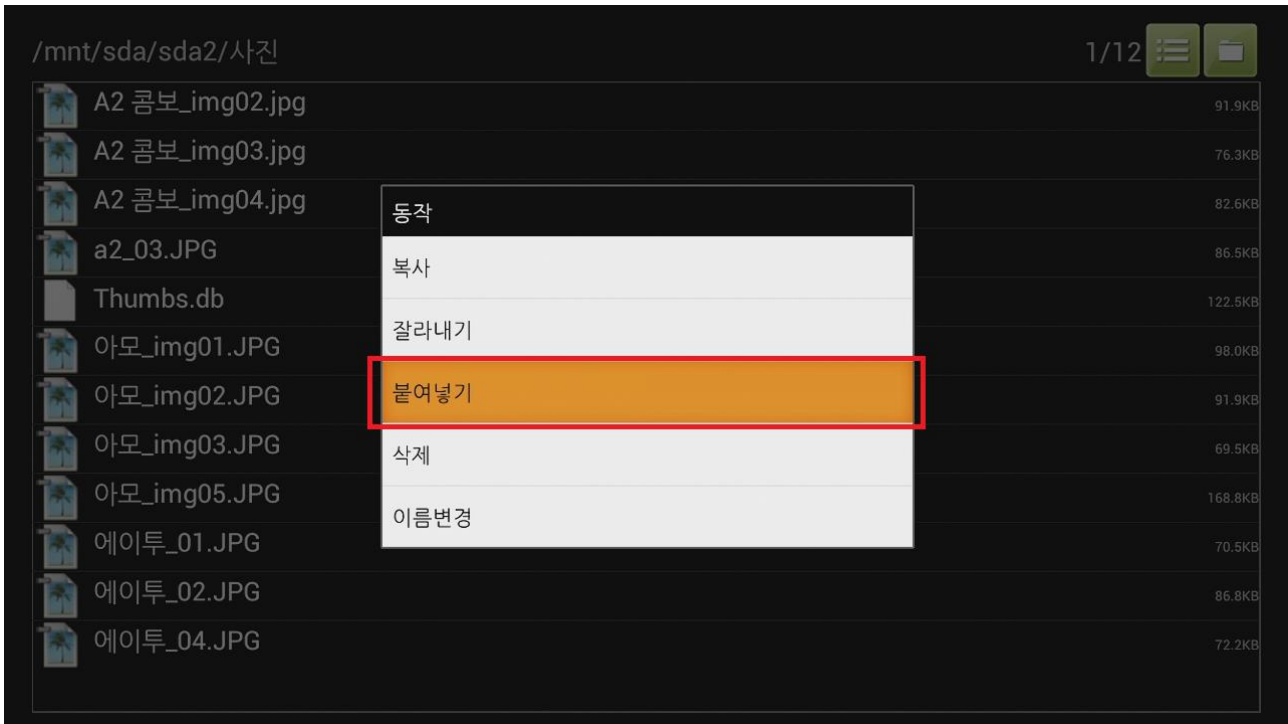 /mnt/sda/sda2/사진 1/12
A2 콤보_img02.jpg 91.9KB
A2 콤보_img03.jpg 76.3KB
A2 콤보_img04.jpg 82.6KB
a2_03.JPG 86.5KB
Thumbs.db 122.5KB
아모_img01.JPG 98.0KB
아모_img02.JPG 91.9KB
아모_img03.JPG 69.5KB
아모_img05.JPG 168.8KB
에이투_01.JPG 70.5KB
에이투_02.JPG 86.8KB
에이투_04.JPG 72.2KB
동작
복사
잘라내기
붙여넣기
삭제
이름변경